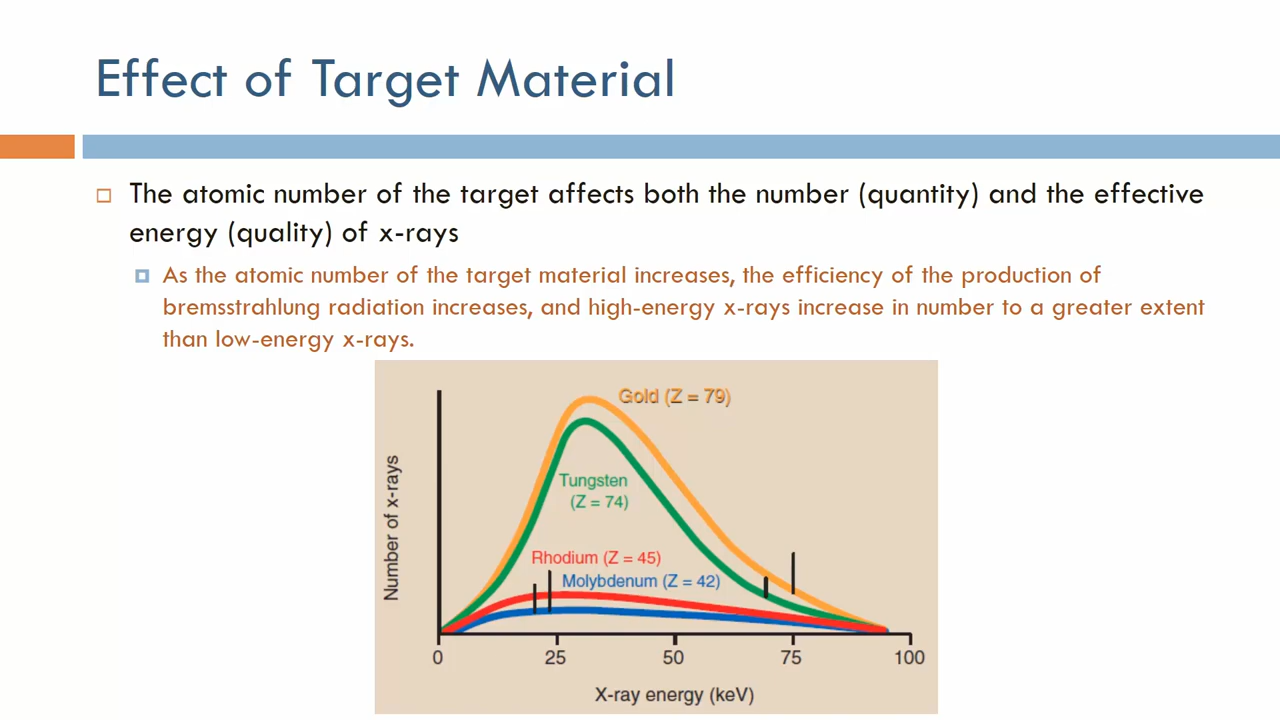 Effect of Target Material
The atomic number of the target affects both the number (quantity) and the effective
energy (quality) of x-rays
As the atomic number of the target material increases, the efficiency of the production of
bremsstrahlung radiation increases, and high-energy x-rays increase in number to a greater extent
than low-energy x-rays.
Gold (Z = 79)
Tungsten
(Z = 74)
Rhodium (Z = 45)
Molybdenum (Z = 42)
Number of x-rays
0 25 50 75 100
X-ray energy (keV)